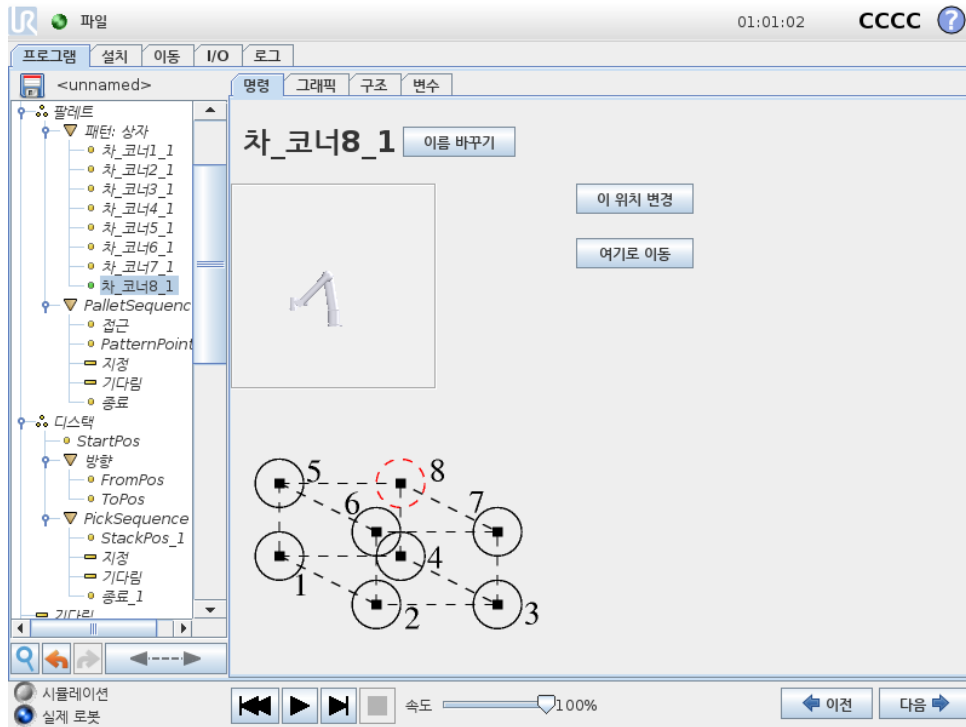 UR 파일 01:01:02 CCCC ?
프로그램 설치 이동 I/O 로그
<unnamed>
명령 그래픽 구조 변수
팔레트
패턴: 상자
차_코너1_1
차_코너2_1
차_코너3_1
차_코너4_1
차_코너5_1
차_코너6_1
차_코너7_1
차_코너8_1
PalletSequenc
접근
PatternPoint
지정
기다림
종료
디스택
StartPos
방향
FromPos
ToPos
PickSequence
StackPos_1
지정
기다림
종료_1
기다림
차_코너8_1 이름 바꾸기
이 위치 변경
여기로 이동
5 8
6 7
1 4
2 3
시뮬레이션
실제 로봇
속도 100%
이전 다음